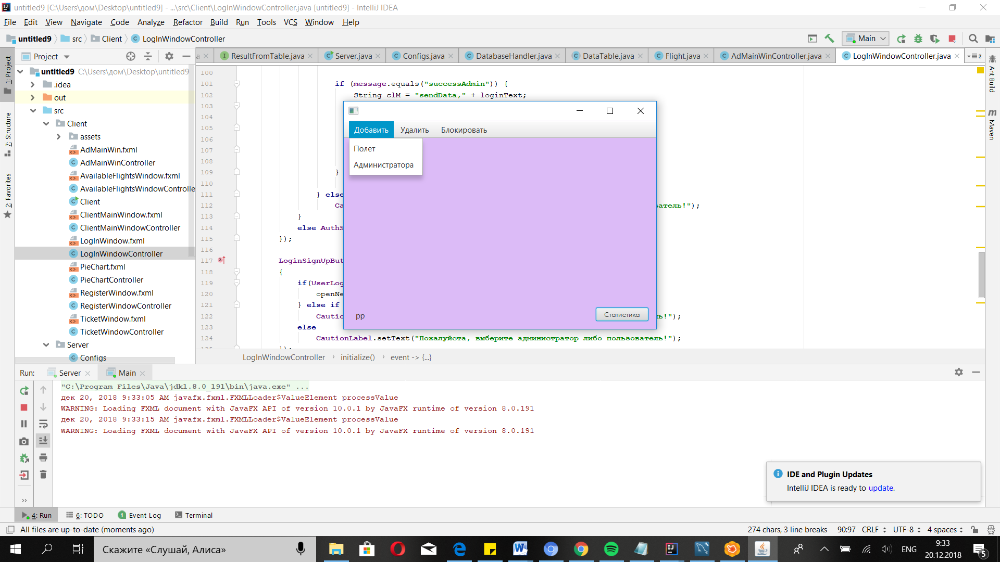 untitled9 [C:\Users\дом\Desktop\untitled9] - ...\src\Client\LogInWindowController.java [untitled9] - IntelliJ IDEA
File Edit View Navigate Code Analyze Refactor Build Run Tools VCS Window Help
untitled9 src Client LogInWindowController Main
Project
a ResultFromTable.java Server.java Configs.java DatabaseHandler.java DataTable.java Flight.java AdMainWinController.java LogInWindowController.java 2
1: Project
7: Structure
2: Favorites
Ant Build
Maven
untitled9 C:\Users\дом\Desktop\untitled9
.idea
out
src
Client
assets
AdMainWin.fxml
AdMainWinController
AvailableFlightsWindow.fxml
AvailableFlightsWindowControlle
Client
ClientMainWindow.fxml
ClientMainWindowController
LogInWindow.fxml
LogInWindowController
PieChart.fxml
PieChartController
RegisterWindow.fxml
RegisterWindowController
TicketWindow.fxml
TicketWindowController
Server
Configs
100
101 if (message.equals("successAdmin")) {
102 String clM = "sendData," + loginText;
103
104
105
106
107
108
109 }
110
111 } else
112 Ca ватель!");
113 }
114 else AuthS
115 });
116
117 LoginSignUpBut
118 {
119 if(UserLog
120 openNe
121 } else if
122 Cautio ль!");
123 else
124 CautionLabel.setText("Пожалуйста, выберите администратор либо пользователь!");
125 });
Добавить Удалить Блокировать
Полет
Администратора
pp
Статистика
LogInWindowController initialize() event -> {...}
Run: Server Main
"C:\Program Files\Java\jdk1.8.0_191\bin\java.exe" ...
дек 20, 2018 9:33:05 AM javafx.fxml.FXMLLoader$ValueElement processValue
WARNING: Loading FXML document with JavaFX API of version 10.0.1 by JavaFX runtime of version 8.0.191
дек 20, 2018 9:33:15 AM javafx.fxml.FXMLLoader$ValueElement processValue
WARNING: Loading FXML document with JavaFX API of version 10.0.1 by JavaFX runtime of version 8.0.191
IDE and Plugin Updates
IntelliJ IDEA is ready to update.
4: Run 6: TODO 1 Event Log Terminal
All files are up-to-date (moments ago) 274 chars, 3 line breaks 90:97 CRLF UTF-8 4 spaces
Скажите «Слушай, Алиса»
ENG
9:33
20.12.2018
5